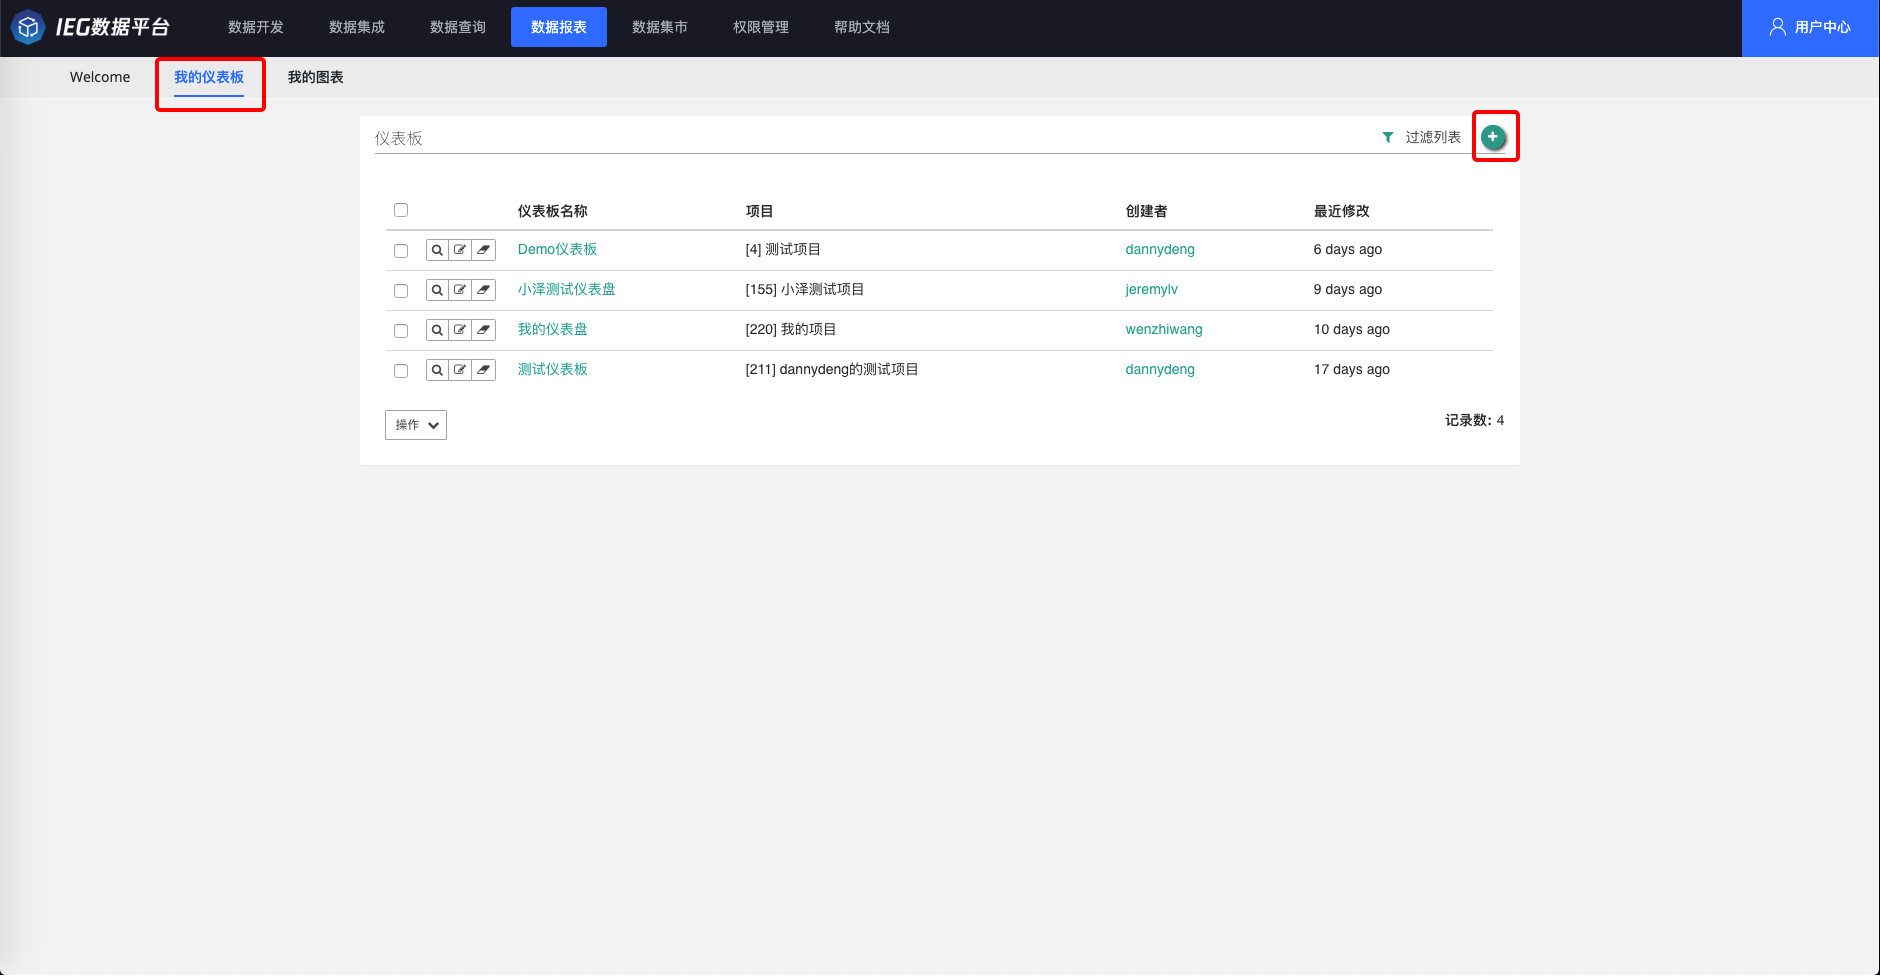 IEG数据平台 数据开发 数据集成 数据查询 数据报表 数据集市 权限管理 帮助文档 用户中心
Welcome 我的仪表板 我的图表
仪表板 过滤列表
仪表板名称 项目 创建者 最近修改
Demo仪表板 [4] 测试项目 dannydeng 6 days ago
小泽测试仪表盘 [155] 小泽测试项目 jeremylv 9 days ago
我的仪表盘 [220] 我的项目 wenzhiwang 10 days ago
测试仪表板 [211] dannydeng的测试项目 dannydeng 17 days ago
操作 记录数: 4